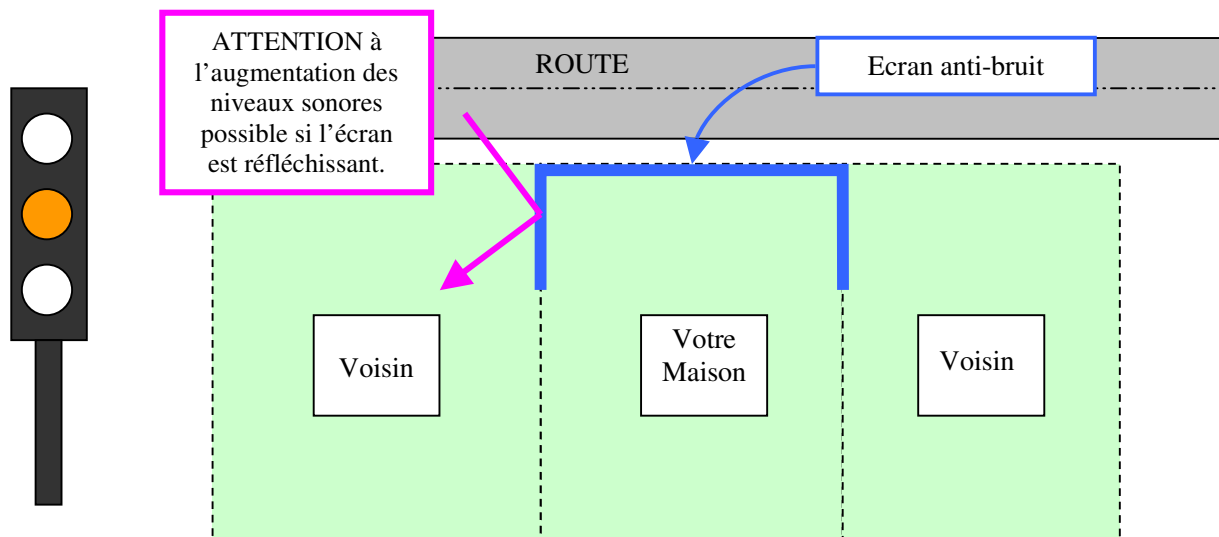 ATTENTION à
l’augmentation des
niveaux sonores
possible si l’écran
est réfléchissant.
ROUTE
Ecran anti-bruit
Voisin
Votre
Maison
Voisin